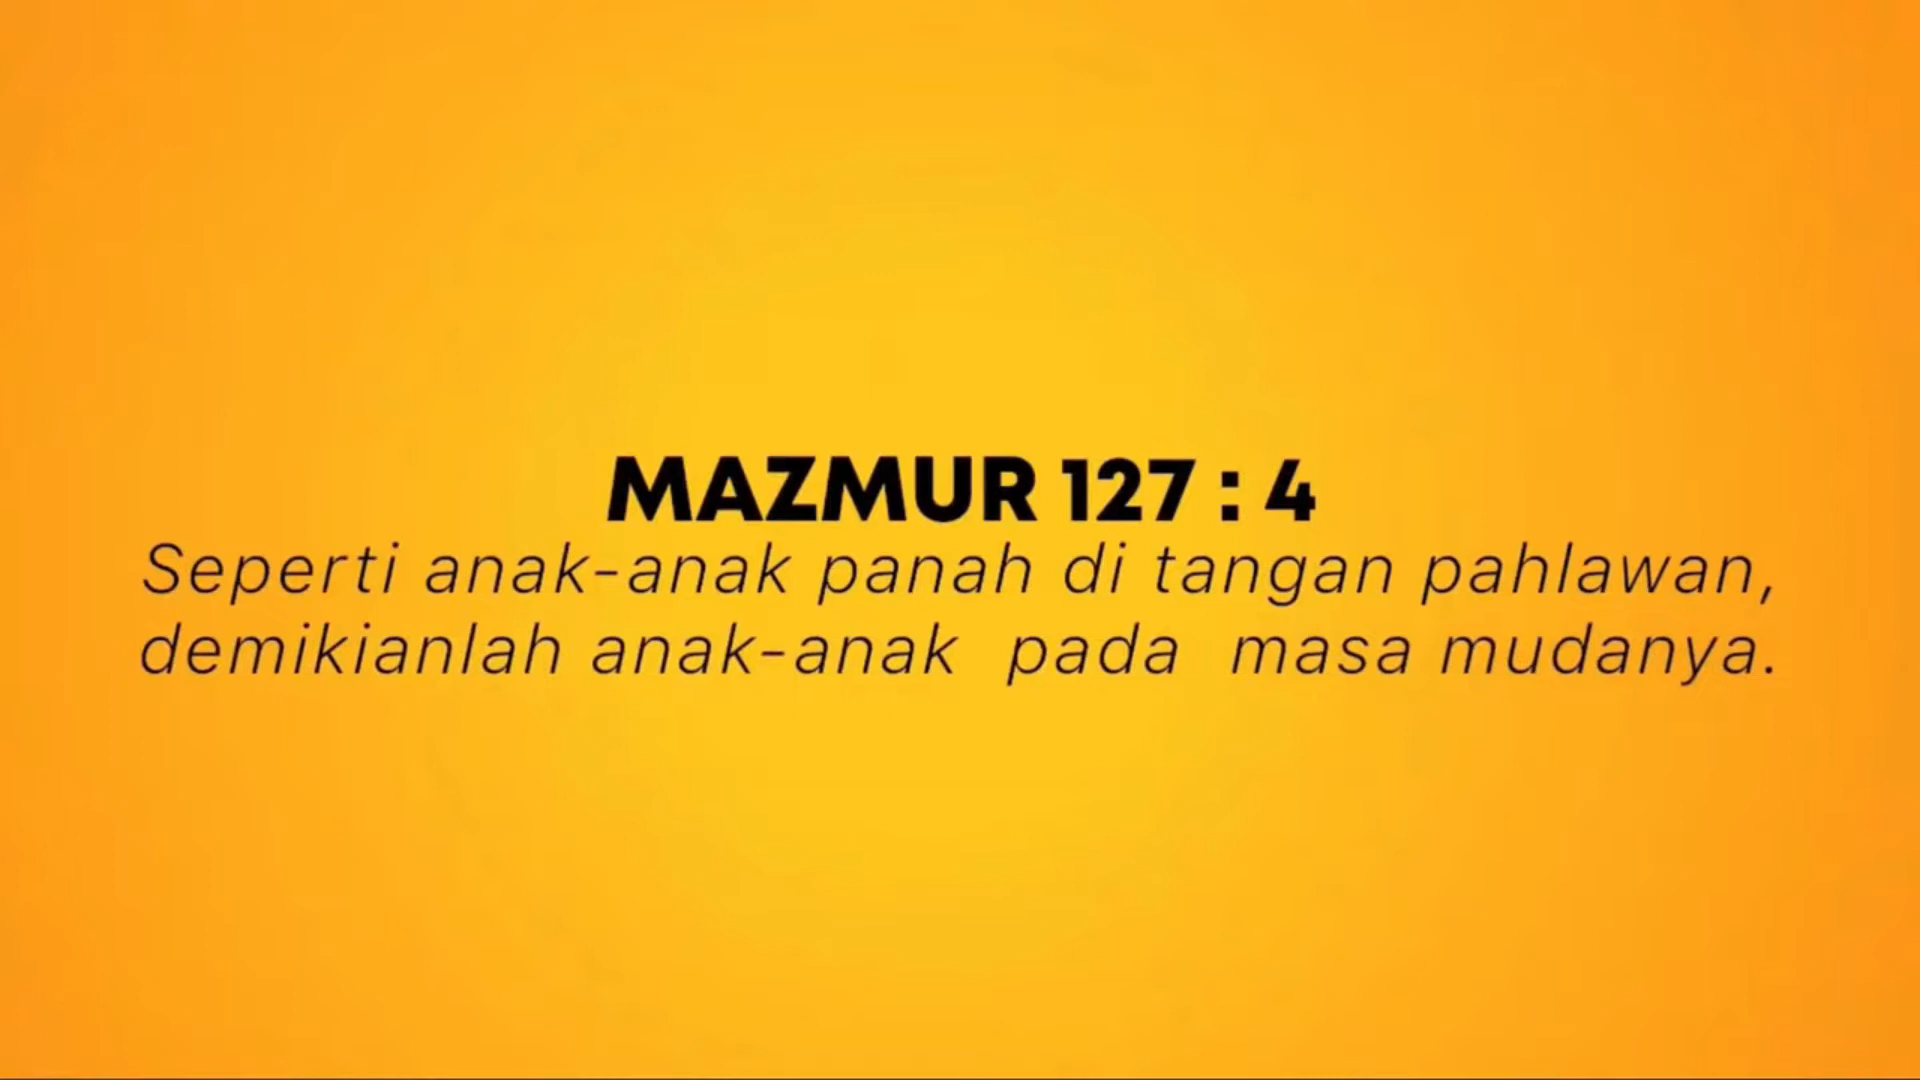 MAZMUR 127 : 4
Seperti anak-anak panah di tangan pahlawan,
demikianlah anak-anak pada masa mudanya.